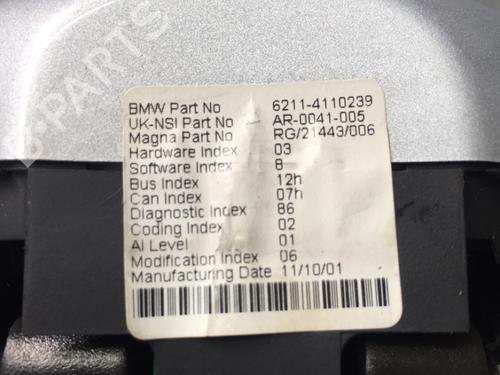 B-PARTS
BMW Part No 6211-4110239
UK-NSI Part No AR-0041-005
Magna Part No RG/21443/006
Hardware Index 03
Software Index 8
Bus Index 12h
Can Index 07h
Diagnostic Index 86
Coding Index 02
AI Level 01
Modification Index 06
Manufacturing Date 11/10/01